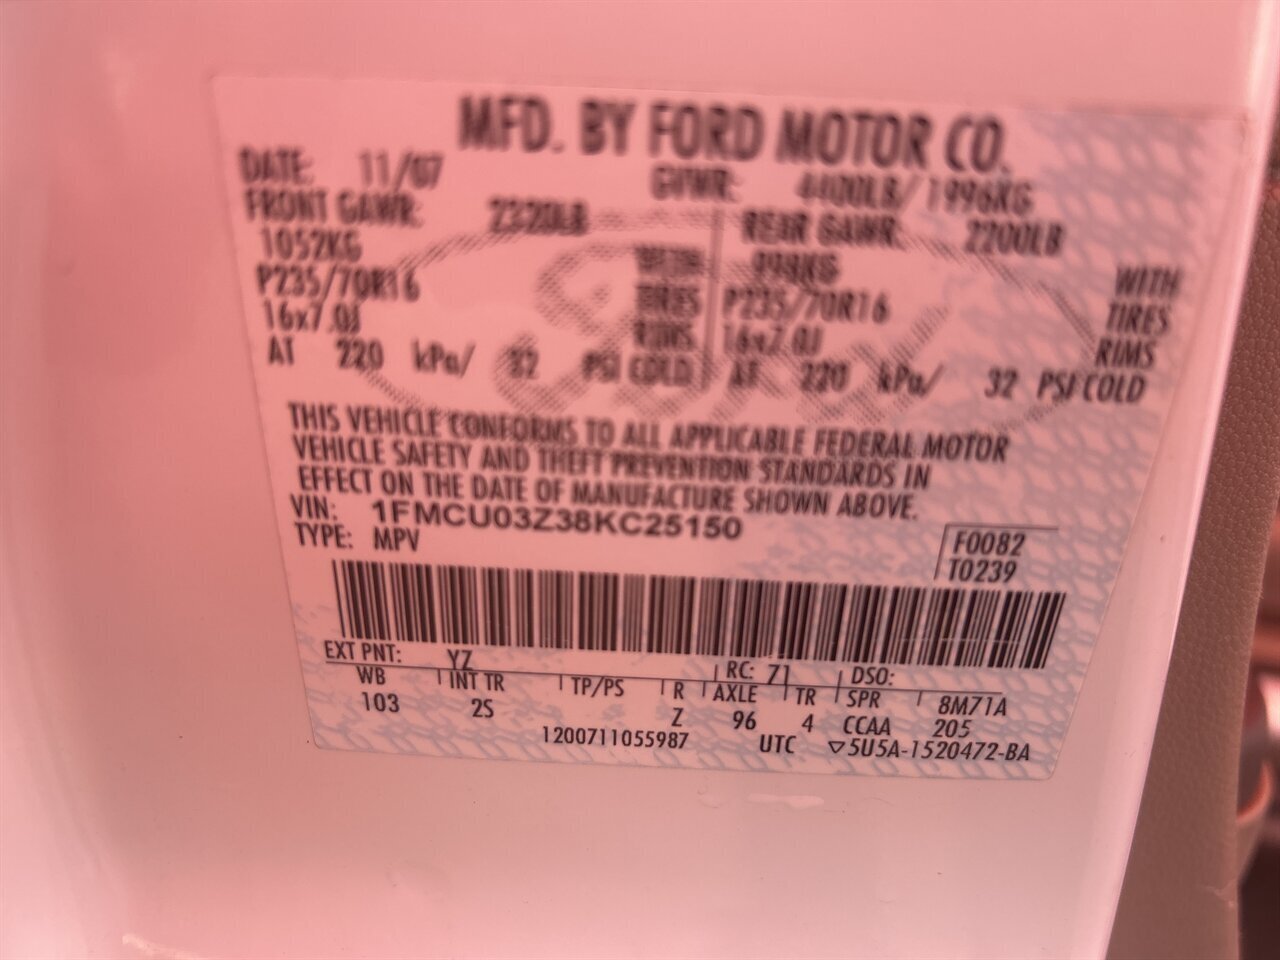 MFD. BY FORD MOTOR CO.
DATE: 11/07 GVWR: 4400LB/ 1996KG
FRONT GAWR: 2320LB REAR GAWR: 2200LB
1052KG WITH 998KG WITH
P235/70R16 TIRES P235/70R16 TIRES
16x7.0J RIMS 16x7.0J RIMS
AT 220 kPa/ 32 PSI COLD AT 220 kPa/ 32 PSI COLD
THIS VEHICLE CONFORMS TO ALL APPLICABLE FEDERAL MOTOR
VEHICLE SAFETY AND THEFT PREVENTION STANDARDS IN
EFFECT ON THE DATE OF MANUFACTURE SHOWN ABOVE.
VIN: 1FMCU03Z38KC25150
TYPE: MPV
F0082
T0239
EXT PNT: YZ RC: 71 DSO:
WB INT TR TP/PS R AXLE TR SPR 8M71A
103 2S Z 96 4 CCAA 205
1200711055987 UTC ▽5U5A-1520472-BA